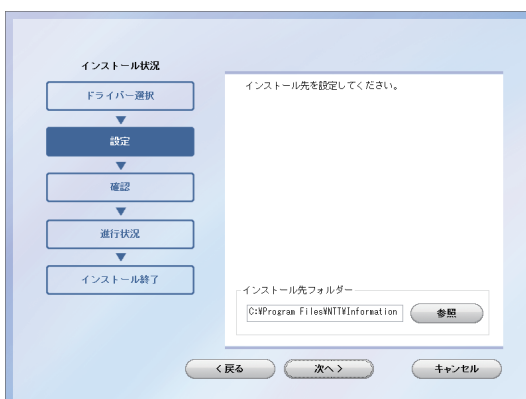 インストール状況
ドライバー選択
設定
確認
進行状況
インストール終了
インストール先を設定してください。
インストール先フォルダー
C:¥Program Files¥NTT¥Information
参照
<戻る
次へ>
キャンセル